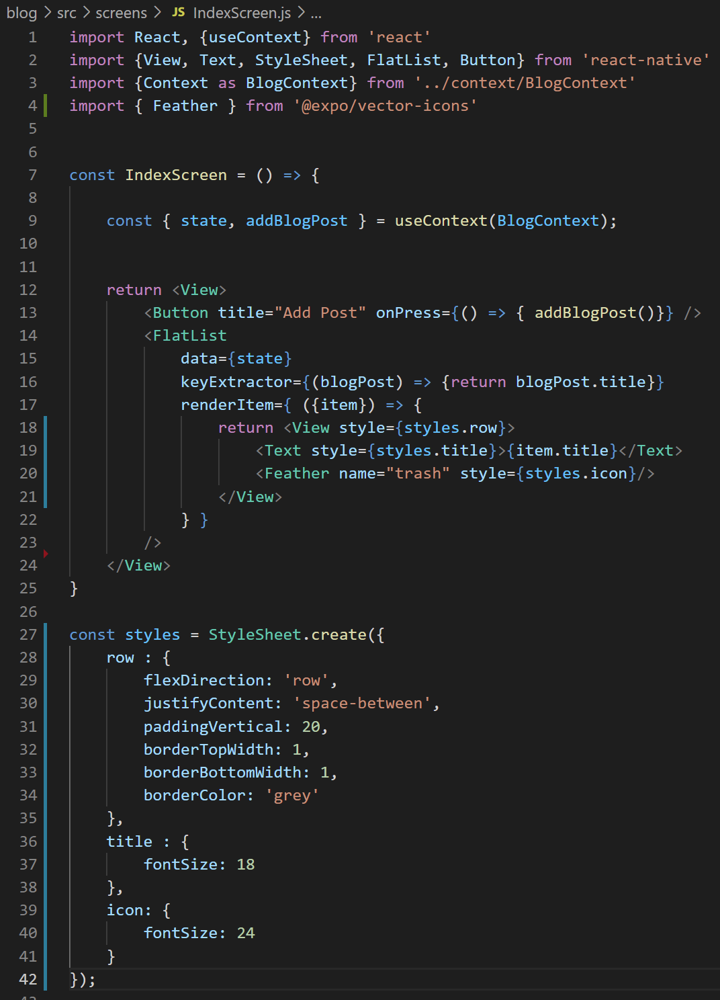 blog > src > screens > JS IndexScreen.js > ...
1 import React, {useContext} from 'react'
2 import {View, Text, StyleSheet, FlatList, Button} from 'react-native'
3 import {Context as BlogContext} from '../context/BlogContext'
4 import { Feather } from '@expo/vector-icons'
5
6
7 const IndexScreen = () => {
8
9     const { state, addBlogPost } = useContext(BlogContext);
10
11
12     return <View>
13         <Button title="Add Post" onPress={() => { addBlogPost()}} />
14         <FlatList
15             data={state}
16             keyExtractor={(blogPost) => {return blogPost.title}}
17             renderItem={ ({item}) => {
18                 return <View style={styles.row}>
19                     <Text style={styles.title}>{item.title}</Text>
20                     <Feather name="trash" style={styles.icon}/>
21                 </View>
22             } }
23         />
24     </View>
25 }
26
27 const styles = StyleSheet.create({
28     row : {
29         flexDirection: 'row',
30         justifyContent: 'space-between',
31         paddingVertical: 20,
32         borderTopWidth: 1,
33         borderBottomWidth: 1,
34         borderColor: 'grey'
35     },
36     title : {
37         fontSize: 18
38     },
39     icon: {
40         fontSize: 24
41     }
42 });